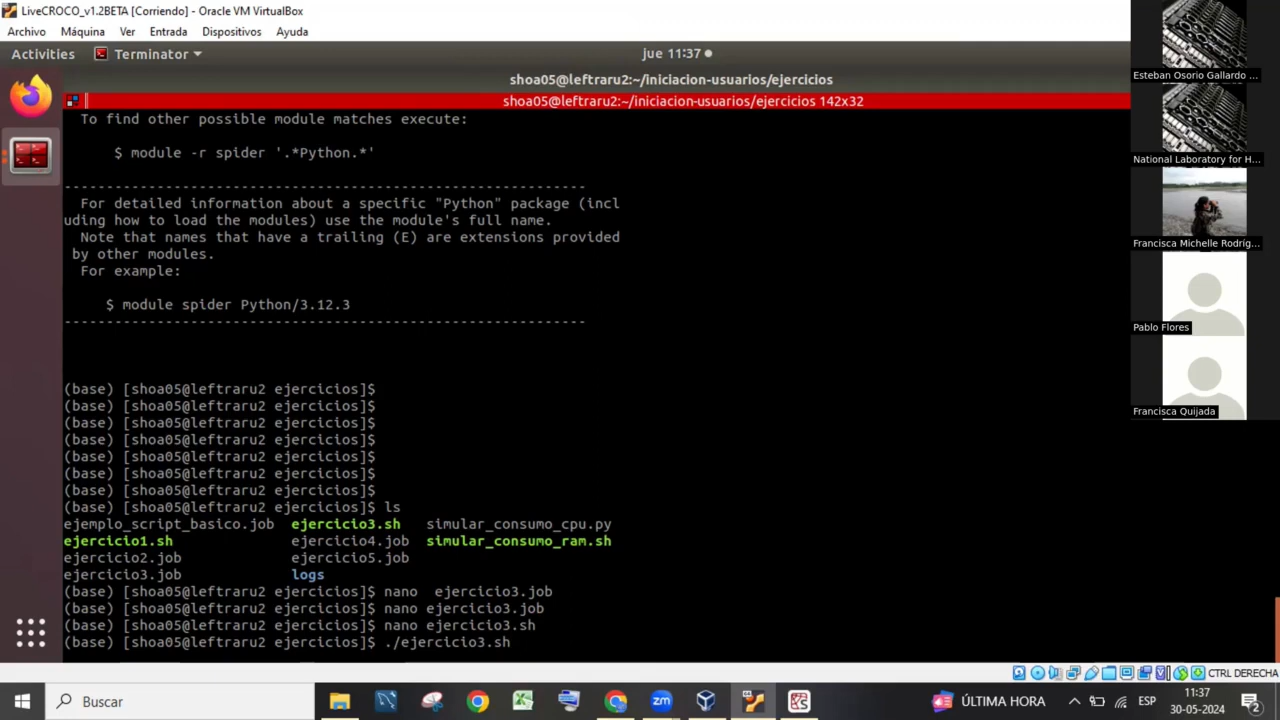 LiveCROCO_v1.2BETA [Corriendo] - Oracle VM VirtualBox
Archivo Máquina Ver Entrada Dispositivos Ayuda
Activities Terminator jue 11:37
shoa05@leftraru2:~/iniciacion-usuarios/ejercicios
shoa05@leftraru2:~/iniciacion-usuarios/ejercicios 142x32
To find other possible module matches execute:
$ module -r spider '.*Python.*'
--------------------------------------------------------------
For detailed information about a specific "Python" package (incl
uding how to load the modules) use the module's full name.
Note that names that have a trailing (E) are extensions provided
by other modules.
For example:
$ module spider Python/3.12.3
--------------------------------------------------------------
(base) [shoa05@leftraru2 ejercicios]$
(base) [shoa05@leftraru2 ejercicios]$
(base) [shoa05@leftraru2 ejercicios]$
(base) [shoa05@leftraru2 ejercicios]$
(base) [shoa05@leftraru2 ejercicios]$
(base) [shoa05@leftraru2 ejercicios]$
(base) [shoa05@leftraru2 ejercicios]$
(base) [shoa05@leftraru2 ejercicios]$ ls
ejemplo_script_basico.job ejercicio3.sh simular_consumo_cpu.py
ejercicio1.sh ejercicio4.job simular_consumo_ram.sh
ejercicio2.job ejercicio5.job
ejercicio3.job logs
(base) [shoa05@leftraru2 ejercicios]$ nano  ejercicio3.job
(base) [shoa05@leftraru2 ejercicios]$ nano ejercicio3.job
(base) [shoa05@leftraru2 ejercicios]$ nano ejercicio3.sh
(base) [shoa05@leftraru2 ejercicios]$ ./ejercicio3.sh
Esteban Osorio Gallardo ...
National Laboratory for H...
Francisca Michelle Rodríg...
Pablo Flores
Francisca Quijada
CTRL DERECHA
Buscar
zm
ÚLTIMA HORA
ESP
11:37
30-05-2024
2